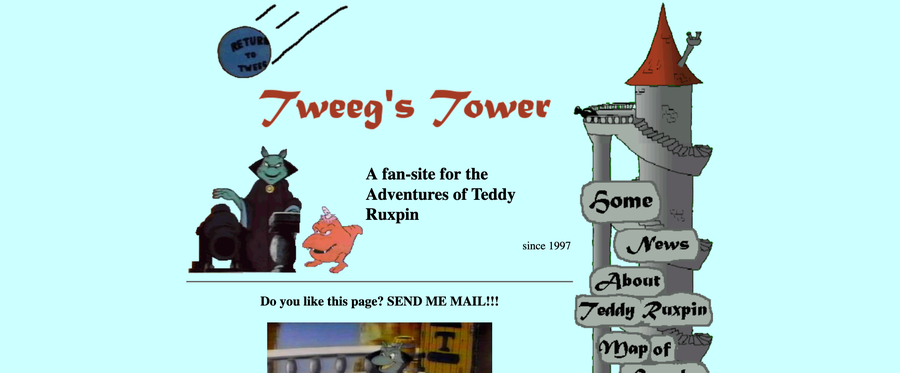 RETURN
TO
TWEEG
Tweeg's Tower
A fan-site for the
Adventures of Teddy
Ruxpin
since 1997
Do you like this page? SEND ME MAIL!!!
T
Home
News
About
Teddy Ruxpin
Map of